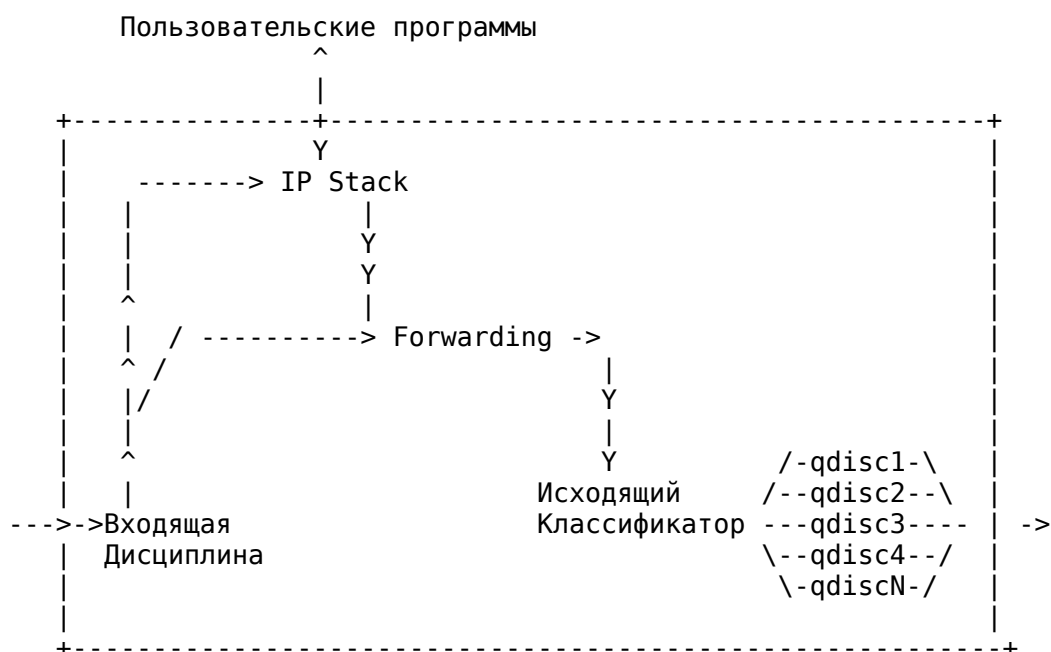 Пользовательские программы
^
|
+---------------+------------------------------------------+
| Y |
| -------> IP Stack |
| | | |
| | Y |
| | Y |
| ^ | |
| | / ----------> Forwarding -> |
| ^ / | |
| |/ Y |
| | | |
| ^ Y /-qdisc1-\ |
| | Исходящий /--qdisc2--\ |
--->->Входящая Классификатор ---qdisc3---- | ->
| Дисциплина \--qdisc4--/ |
| \-qdiscN-/ |
| |
+----------------------------------------------------------+